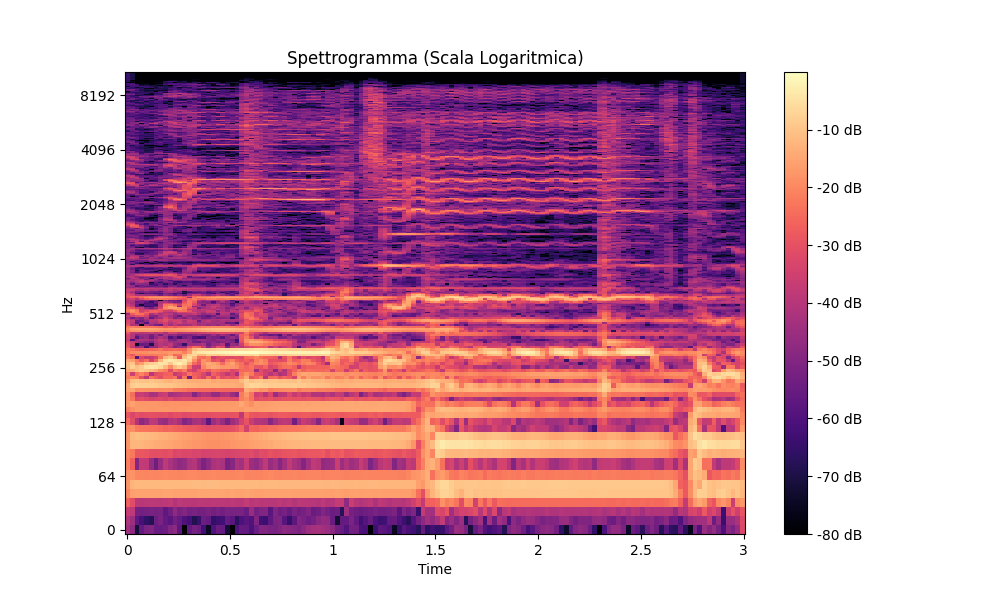 Spettrogramma (Scala Logaritmica)
8192
4096
2048
1024
512
256
128
64
0
Hz
0
0.5
1
1.5
2
2.5
3
Time
-10 dB
-20 dB
-30 dB
-40 dB
-50 dB
-60 dB
-70 dB
-80 dB